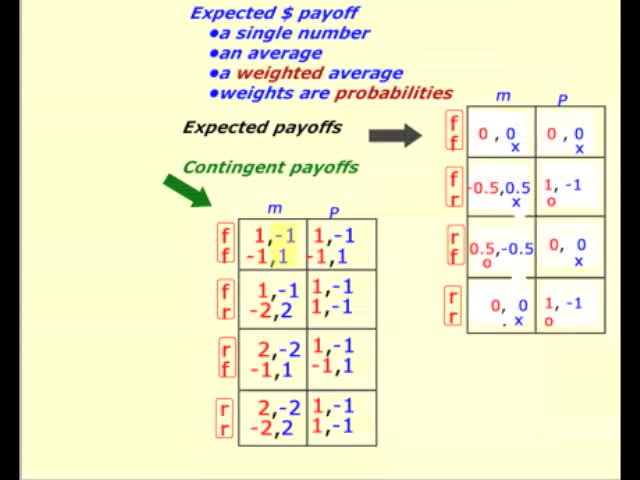 Expected $ payoff
•a single number
•an average
•a weighted average
•weights are probabilities
Expected payoffs
Contingent payoffs
m P
f 0 , 0 0 , 0
f x x
f -0.5,0.5 1, -1
r x o
r 0.5,-0.5 0, 0
f o x
r 0, 0 1, -1
r . x o
m P
f 1,-1 1,-1
f -1,1 -1,1
f 1,-1 1,-1
r -2,2 1,-1
r 2,-2 1,-1
f -1,1 -1,1
r 2,-2 1,-1
r -2,2 1,-1